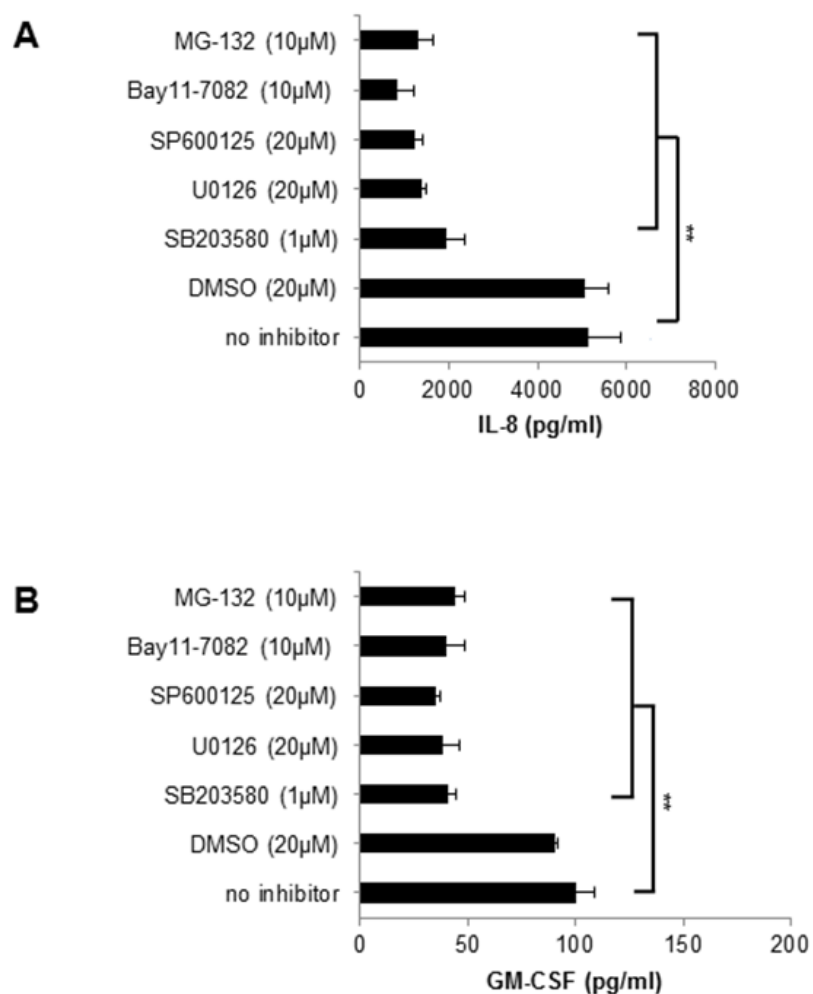 A
MG-132 (10µM)
Bay11-7082 (10µM)
SP600125 (20µM)
U0126 (20µM)
SB203580 (1µM)
DMSO (20µM)
no inhibitor
**
0 2000 4000 6000 8000
IL-8 (pg/ml)
B
MG-132 (10µM)
Bay11-7082 (10µM)
SP600125 (20µM)
U0126 (20µM)
SB203580 (1µM)
DMSO (20µM)
no inhibitor
**
0 50 100 150 200
GM-CSF (pg/ml)